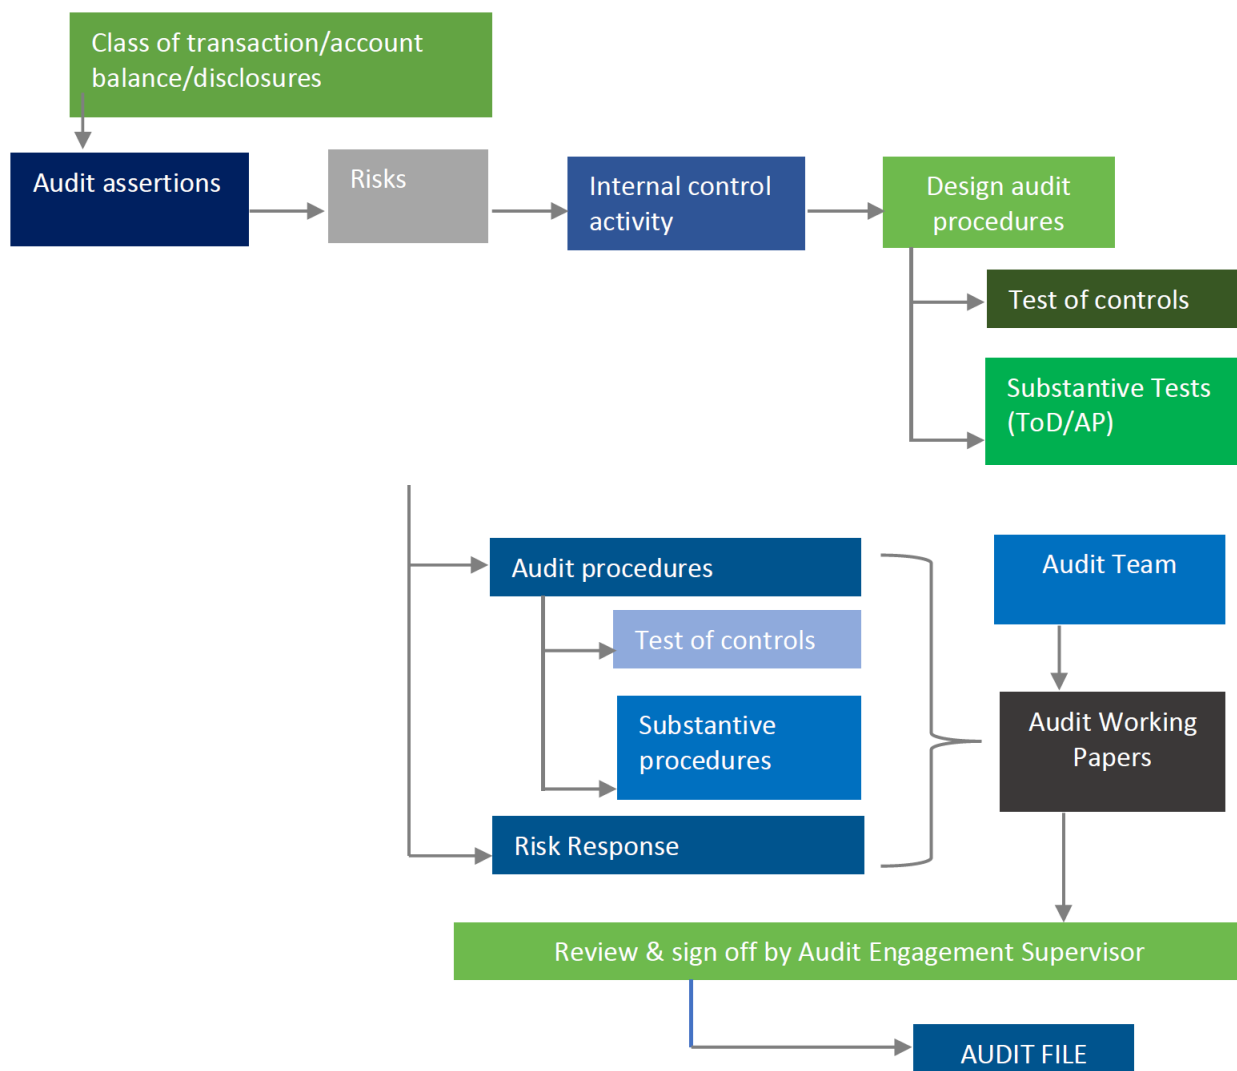 Class of transaction/account
balance/disclosures
Audit assertions
Risks
Internal control
activity
Design audit
procedures
Test of controls
Substantive Tests
(ToD/AP)
Audit procedures
Test of controls
Substantive
procedures
Risk Response
Audit Team
Audit Working
Papers
Review & sign off by Audit Engagement Supervisor
AUDIT FILE